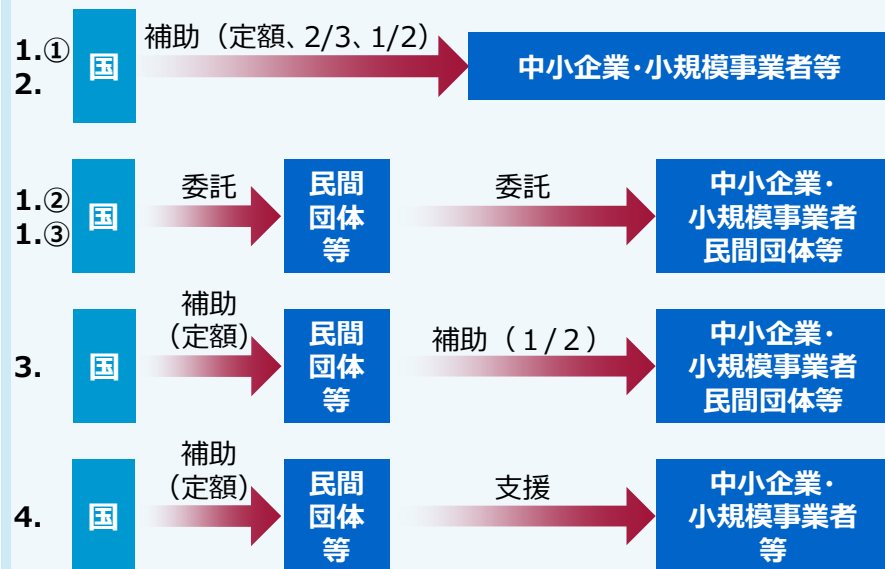 1.①
2.
国
補助（定額、2/3、1/2）
中小企業・小規模事業者等
1.②
1.③
国
委託
民間
団体
等
委託
中小企業・
小規模事業者
民間団体等
3.
国
補助
（定額）
民間
団体
等
補助（１/２）
中小企業・
小規模事業者
民間団体等
4.
国
補助
（定額）
民間
団体
等
支援
中小企業・
小規模事業者
等